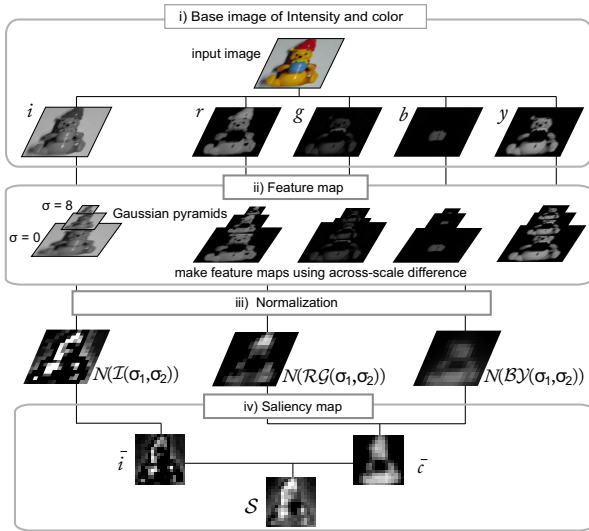 i) Base image of Intensity and color
input image
i r g b y
ii) Feature map
σ = 8
Gaussian pyramids
σ = 0
make feature maps using across-scale difference
iii) Normalization
N(I(σ₁,σ₂)) N(RG(σ₁,σ₂)) N(BY(σ₁,σ₂))
iv) Saliency map
ī c̄
S